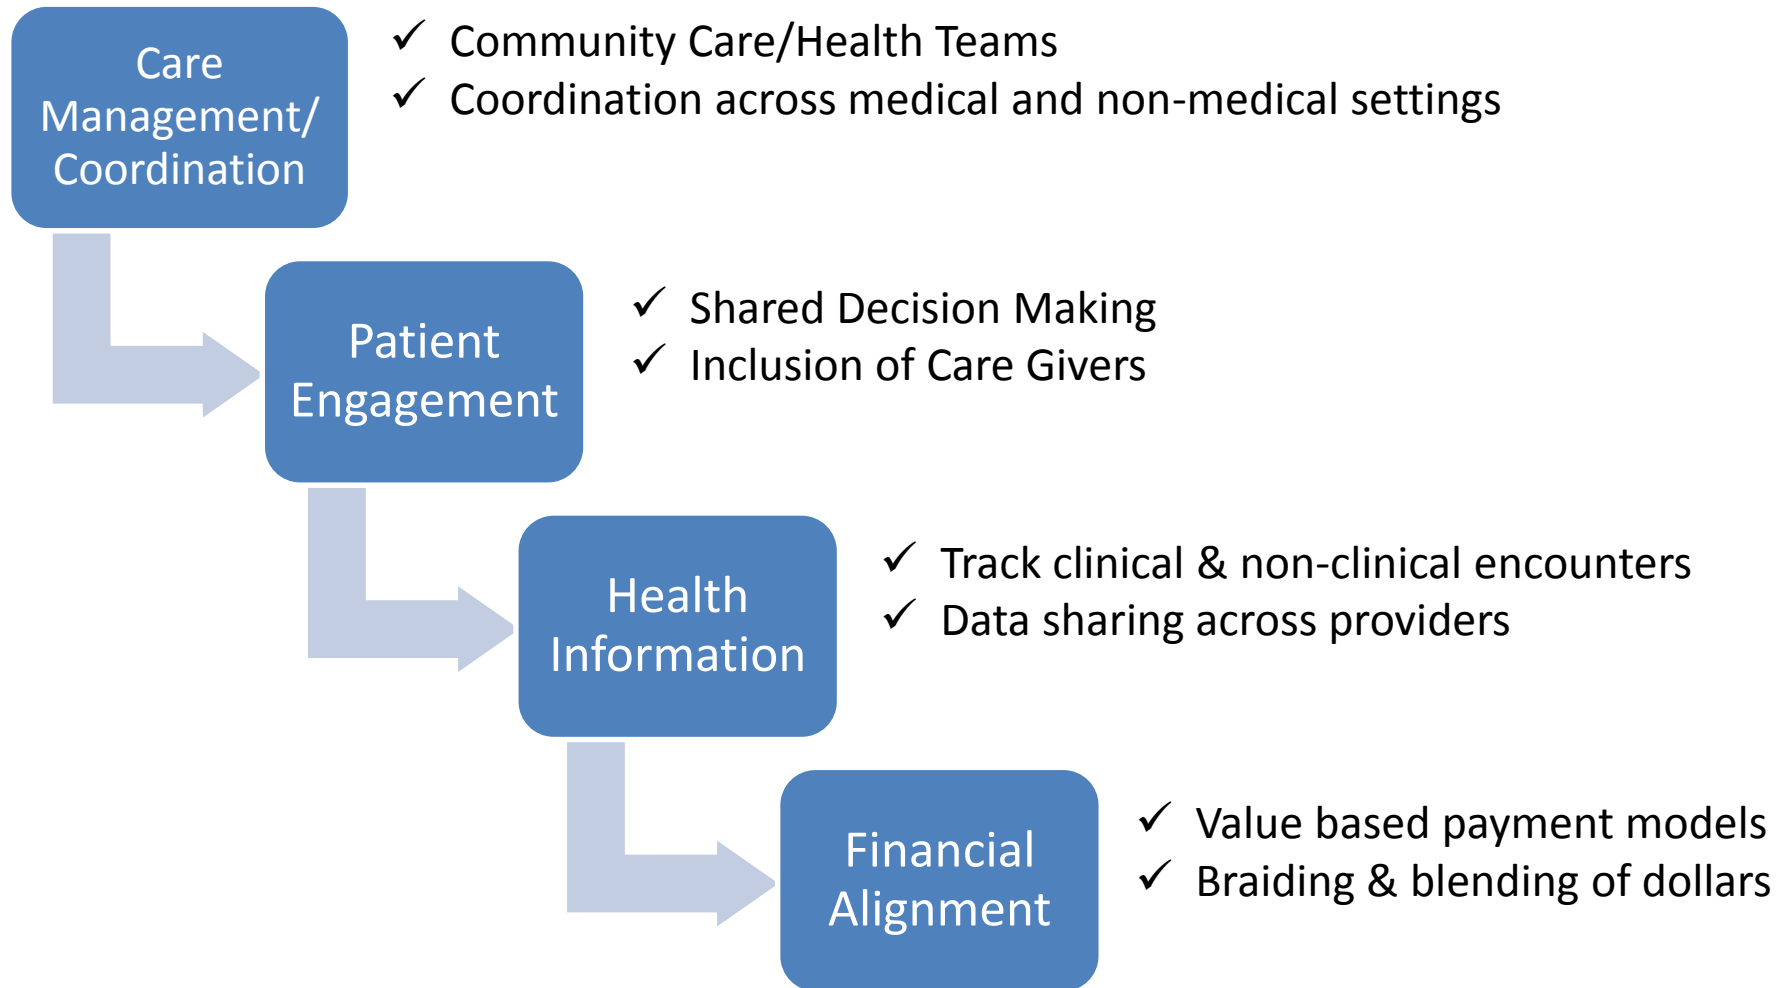 Care
Management/
Coordination
✓ Community Care/Health Teams
✓ Coordination across medical and non-medical settings
Patient
Engagement
✓ Shared Decision Making
✓ Inclusion of Care Givers
Health
Information
✓ Track clinical & non-clinical encounters
✓ Data sharing across providers
Financial
Alignment
✓ Value based payment models
✓ Braiding & blending of dollars